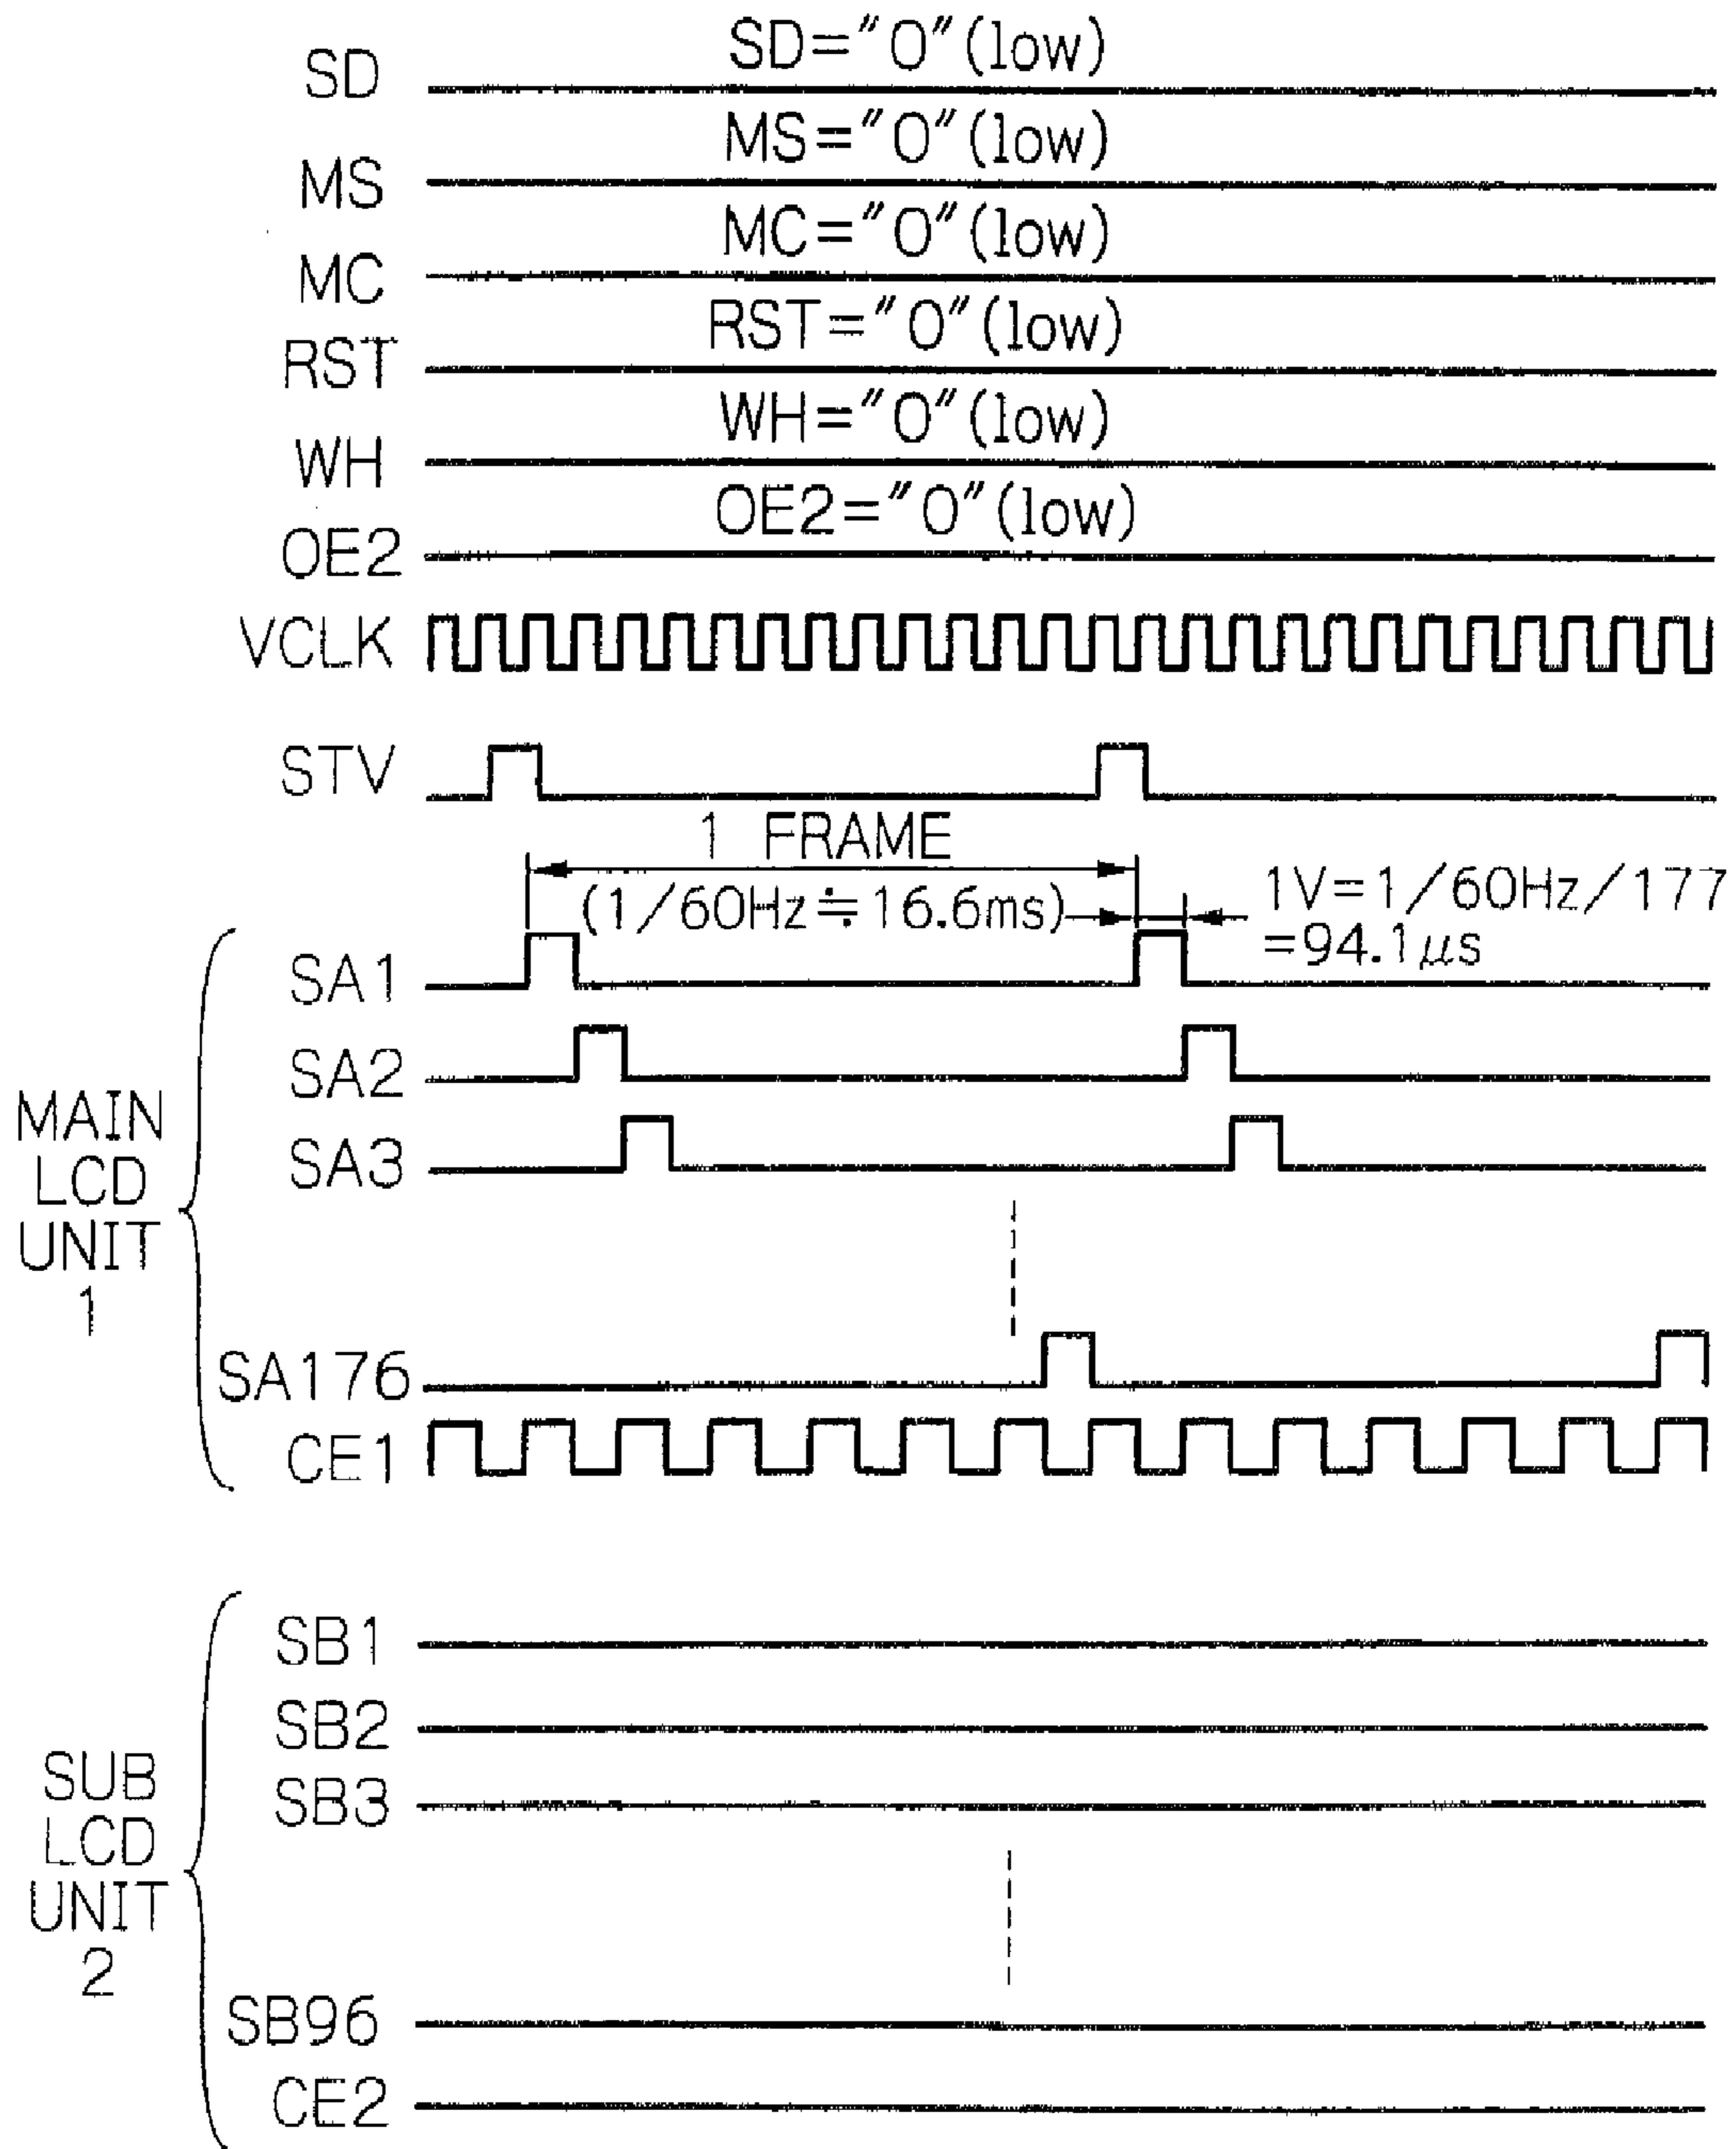 SD SD="0"(low)
MS MS="0"(low)
MC MC="0"(low)
RST RST="0"(low)
WH WH="0"(low)
OE2 OE2="0"(low)
VCLK
STV
1 FRAME
(1/60Hz≒16.6ms)
1V=1/60Hz/177
=94.1μs
MAIN
LCD
UNIT
1
SA1
SA2
SA3
SA176
CE1
SUB
LCD
UNIT
2
SB1
SB2
SB3
SB96
CE2